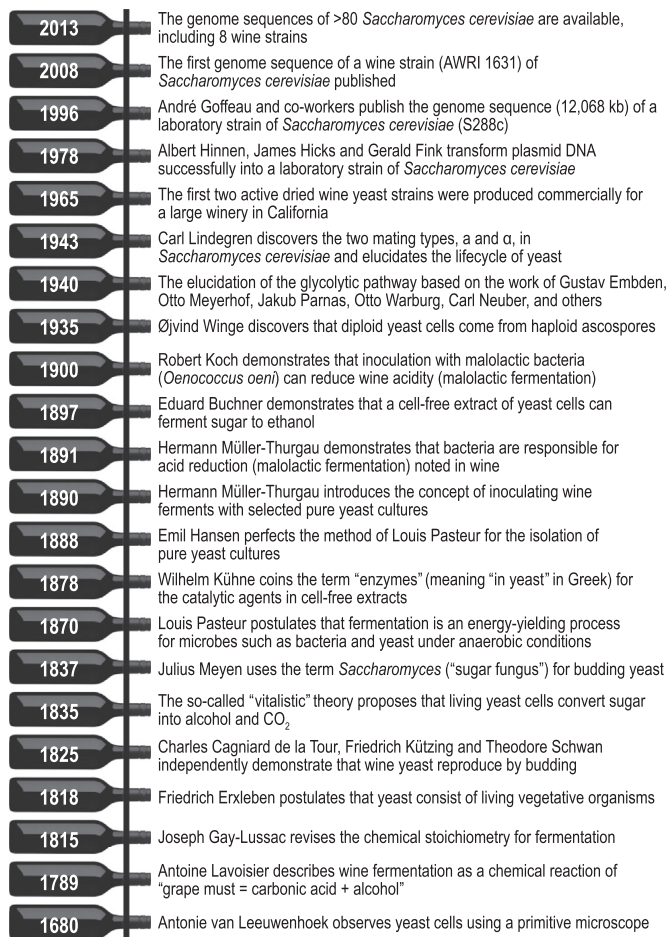 2013
The genome sequences of >80 Saccharomyces cerevisiae are available,
including 8 wine strains
2008
The first genome sequence of a wine strain (AWRI 1631) of
Saccharomyces cerevisiae published
1996
André Goffeau and co-workers publish the genome sequence (12,068 kb) of a
laboratory strain of Saccharomyces cerevisiae (S288c)
1978
Albert Hinnen, James Hicks and Gerald Fink transform plasmid DNA
successfully into a laboratory strain of Saccharomyces cerevisiae
1965
The first two active dried wine yeast strains were produced commercially for
a large winery in California
1943
Carl Lindegren discovers the two mating types, a and α, in
Saccharomyces cerevisiae and elucidates the lifecycle of yeast
1940
The elucidation of the glycolytic pathway based on the work of Gustav Embden,
Otto Meyerhof, Jakub Parnas, Otto Warburg, Carl Neuber, and others
1935
Øjvind Winge discovers that diploid yeast cells come from haploid ascospores
1900
Robert Koch demonstrates that inoculation with malolactic bacteria
(Oenococcus oeni) can reduce wine acidity (malolactic fermentation)
1897
Eduard Buchner demonstrates that a cell-free extract of yeast cells can
ferment sugar to ethanol
1891
Hermann Müller-Thurgau demonstrates that bacteria are responsible for
acid reduction (malolactic fermentation) noted in wine
1890
Hermann Müller-Thurgau introduces the concept of inoculating wine
ferments with selected pure yeast cultures
1888
Emil Hansen perfects the method of Louis Pasteur for the isolation of
pure yeast cultures
1878
Wilhelm Kühne coins the term “enzymes” (meaning “in yeast” in Greek) for
the catalytic agents in cell-free extracts
1870
Louis Pasteur postulates that fermentation is an energy-yielding process
for microbes such as bacteria and yeast under anaerobic conditions
1837
Julius Meyen uses the term Saccharomyces (“sugar fungus”) for budding yeast
1835
The so-called “vitalistic” theory proposes that living yeast cells convert sugar
into alcohol and CO₂
1825
Charles Cagniard de la Tour, Friedrich Kützing and Theodore Schwan
independently demonstrate that wine yeast reproduce by budding
1818
Friedrich Erxleben postulates that yeast consist of living vegetative organisms
1815
Joseph Gay-Lussac revises the chemical stoichiometry for fermentation
1789
Antoine Lavoisier describes wine fermentation as a chemical reaction of
“grape must = carbonic acid + alcohol”
1680
Antonie van Leeuwenhoek observes yeast cells using a primitive microscope